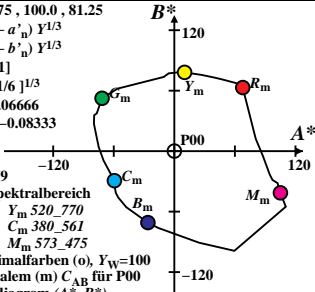 75 , 100.0 , 81.25
B*
120
– a'n) Y1/3
– b'n) Y1/3
1]
1/6 ]1/3
Ym
Rm
Gm
06666
–0.08333
P00
A*
–120
120
9
pektralbereich
Cm
Ym 520_770
Bm
Mm
Cm 380_561
Mm 573_475
imalfarben (o), YW=100
alem (m) CAB für P00
–120